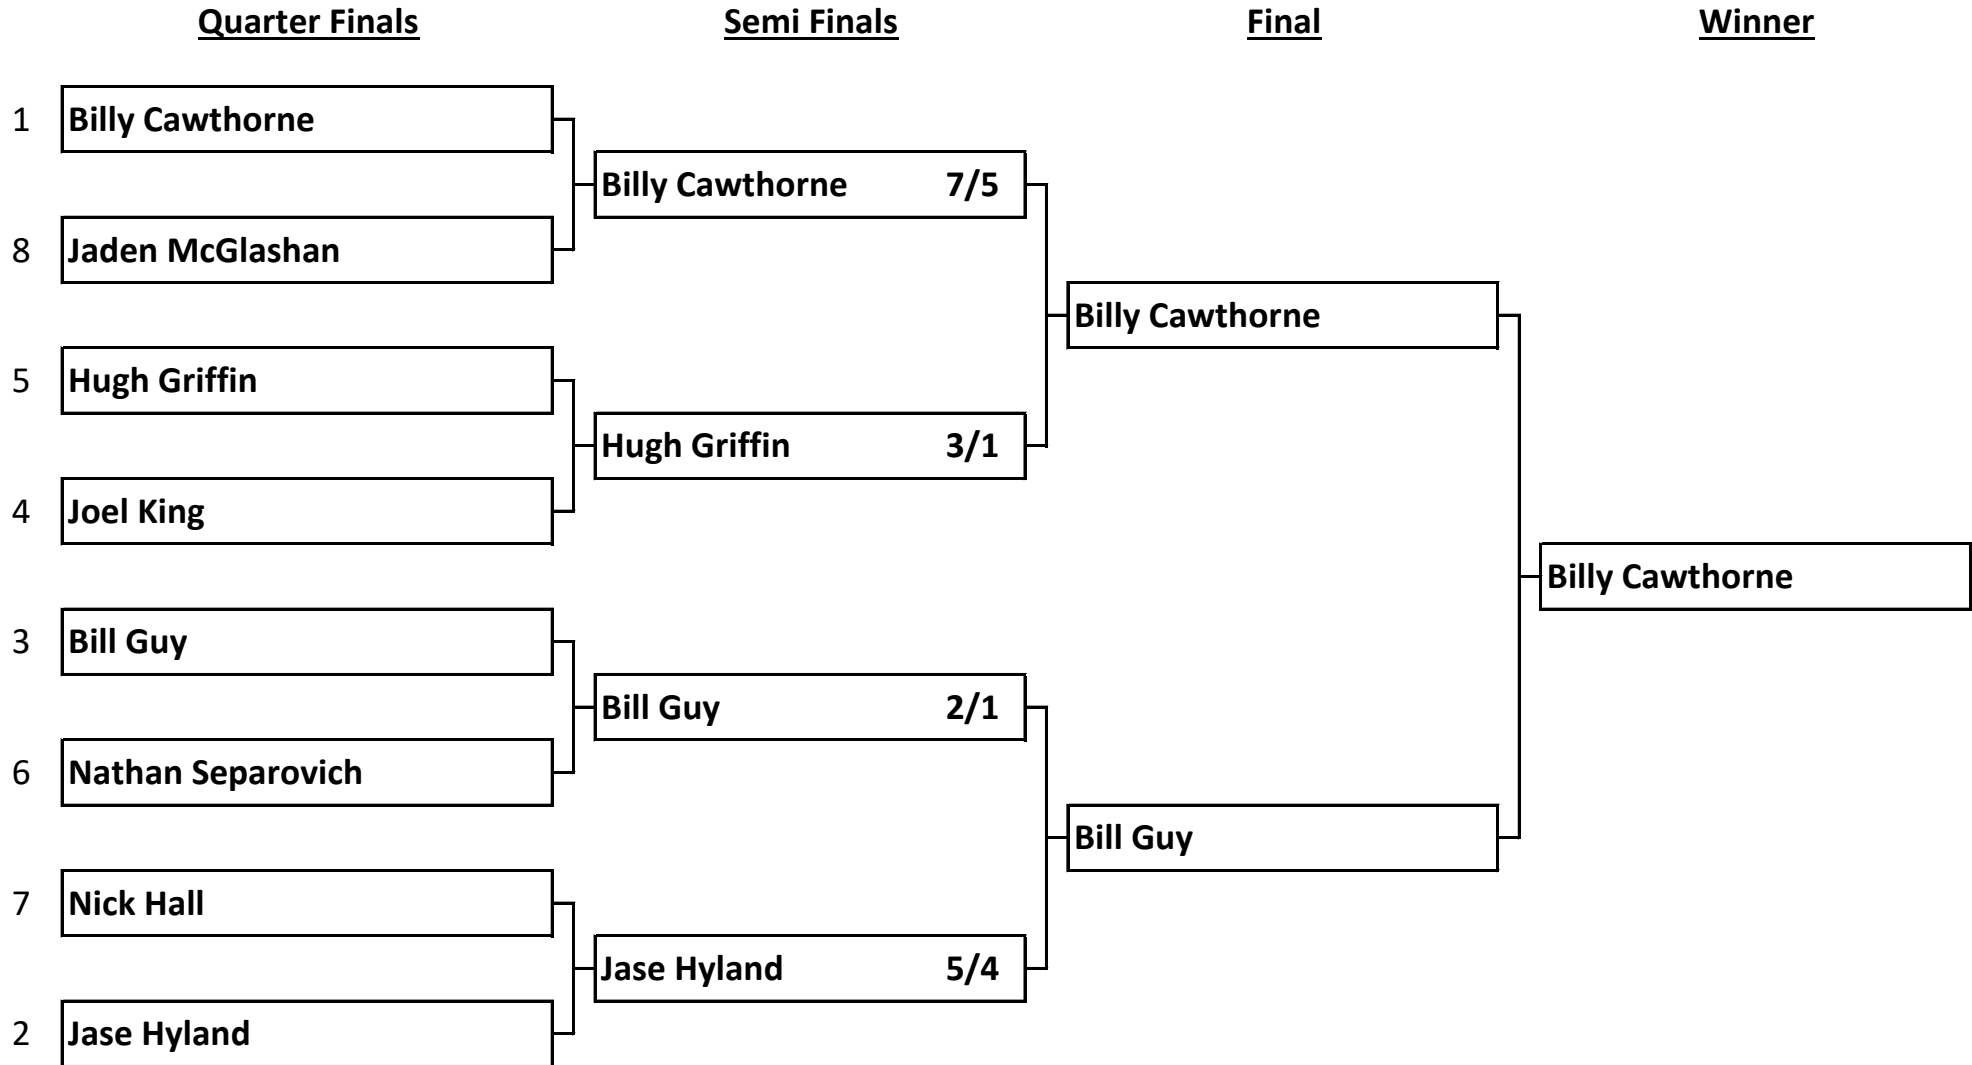 Quarter Finals Semi Finals Final Winner
1 Billy Cawthorne
Billy Cawthorne 7/5
8 Jaden McGlashan
Billy Cawthorne
5 Hugh Griffin
Hugh Griffin 3/1
4 Joel King
Billy Cawthorne
3 Bill Guy
Bill Guy 2/1
6 Nathan Separovich
Bill Guy
7 Nick Hall
Jase Hyland 5/4
2 Jase Hyland